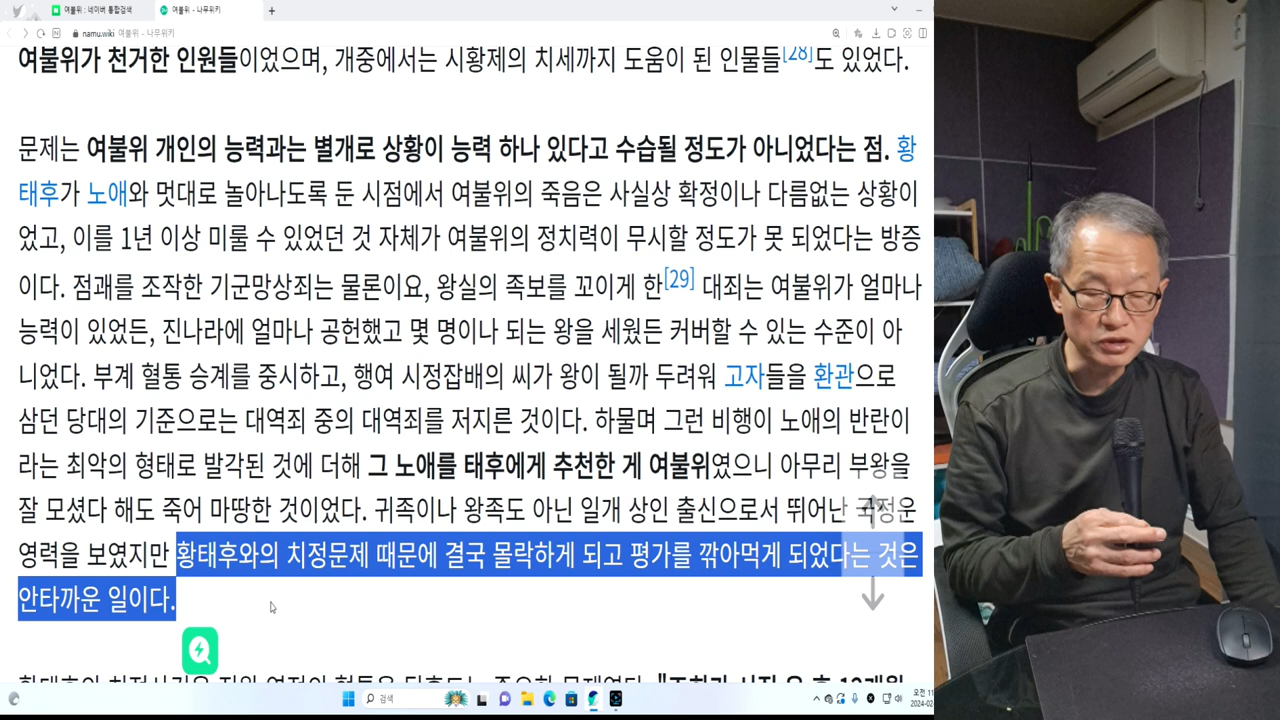 여불위 : 네이버 통합검색
여불위 - 나무위키
namu.wiki 여불위 - 나무위키
여불위가 천거한 인원들이었으며, 개중에서는 시황제의 치세까지 도움이 된 인물들[28]도 있었다.
문제는 여불위 개인의 능력과는 별개로 상황이 능력 하나 있다고 수습될 정도가 아니었다는 점. 황
태후가 노애와 멋대로 놀아나도록 둔 시점에서 여불위의 죽음은 사실상 확정이나 다름없는 상황이
었고, 이를 1년 이상 미룰 수 있었던 것 자체가 여불위의 정치력이 무시할 정도가 못 되었다는 방증
이다. 점괘를 조작한 기군망상죄는 물론이요, 왕실의 족보를 꼬이게 한[29] 대죄는 여불위가 얼마나
능력이 있었든, 진나라에 얼마나 공헌했고 몇 명이나 되는 왕을 세웠든 커버할 수 있는 수준이 아
니었다. 부계 혈통 승계를 중시하고, 행여 시정잡배의 씨가 왕이 될까 두려워 고자들을 환관으로
삼던 당대의 기준으로는 대역죄 중의 대역죄를 저지른 것이다. 하물며 그런 비행이 노애의 반란이
라는 최악의 형태로 발각된 것에 더해 그 노애를 태후에게 추천한 게 여불위였으니 아무리 부왕을
잘 모셨다 해도 죽어 마땅한 것이었다. 귀족이나 왕족도 아닌 일개 상인 출신으로서 뛰어난 국정운
영력을 보였지만 황태후와의 치정문제 때문에 결국 몰락하게 되고 평가를 깎아먹게 되었다는 것은
안타까운 일이다.
검색
오전 11
2024-02